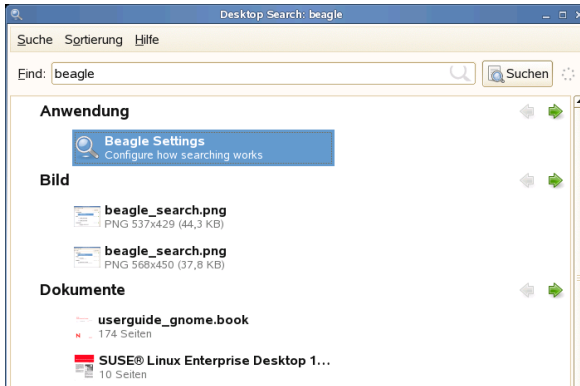 Desktop Search: beagle
Suche Sortierung Hilfe
Find: beagle Suchen
Anwendung
Beagle Settings
Configure how searching works
Bild
beagle_search.png
PNG 537x429 (44,3 KB)
beagle_search.png
PNG 568x450 (37,8 KB)
Dokumente
userguide_gnome.book
174 Seiten
SUSE® Linux Enterprise Desktop 1...
10 Seiten